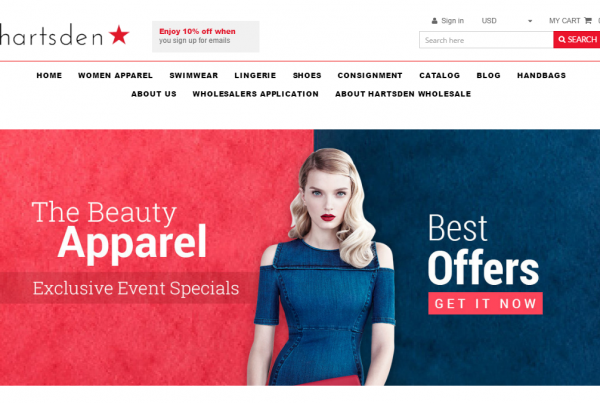 hartsden
Enjoy 10% off when
you sign up for emails
Sign in
USD
MY CART
Search here
SEARCH
HOME WOMEN APPAREL SWIMWEAR LINGERIE SHOES CONSIGNMENT CATALOG BLOG HANDBAGS
ABOUT US WHOLESALERS APPLICATION ABOUT HARTSDEN WHOLESALE
The Beauty
Apparel
Exclusive Event Specials
Best
Offers
GET IT NOW